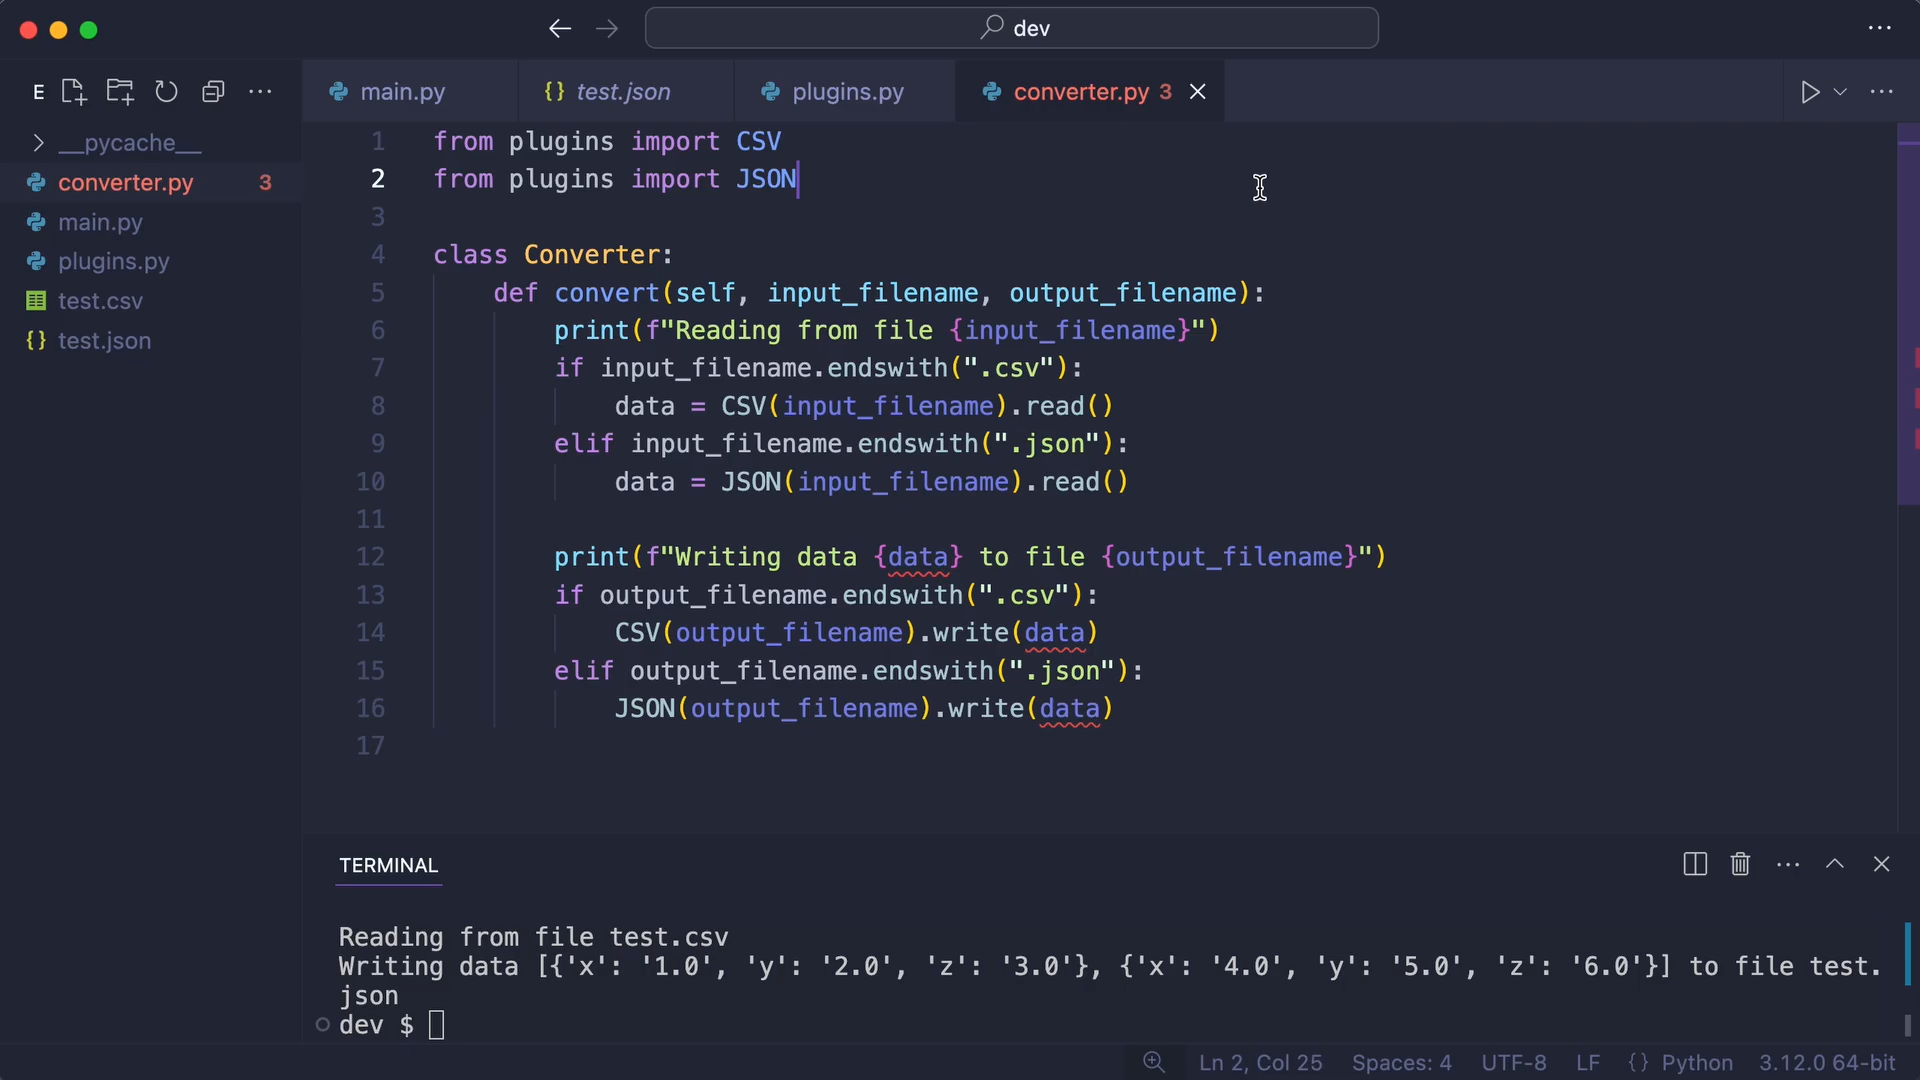 dev
E
main.py
test.json
plugins.py
converter.py 3
__pycache__
converter.py 3
main.py
plugins.py
test.csv
test.json
1 from plugins import CSV
2 from plugins import JSON
3
4 class Converter:
5 def convert(self, input_filename, output_filename):
6 print(f"Reading from file {input_filename}")
7 if input_filename.endswith(".csv"):
8 data = CSV(input_filename).read()
9 elif input_filename.endswith(".json"):
10 data = JSON(input_filename).read()
11
12 print(f"Writing data {data} to file {output_filename}")
13 if output_filename.endswith(".csv"):
14 CSV(output_filename).write(data)
15 elif output_filename.endswith(".json"):
16 JSON(output_filename).write(data)
17
TERMINAL
Reading from file test.csv
Writing data [{'x': '1.0', 'y': '2.0', 'z': '3.0'}, {'x': '4.0', 'y': '5.0', 'z': '6.0'}] to file test.
json
dev $
Ln 2, Col 25 Spaces: 4 UTF-8 LF {} Python 3.12.0 64-bit